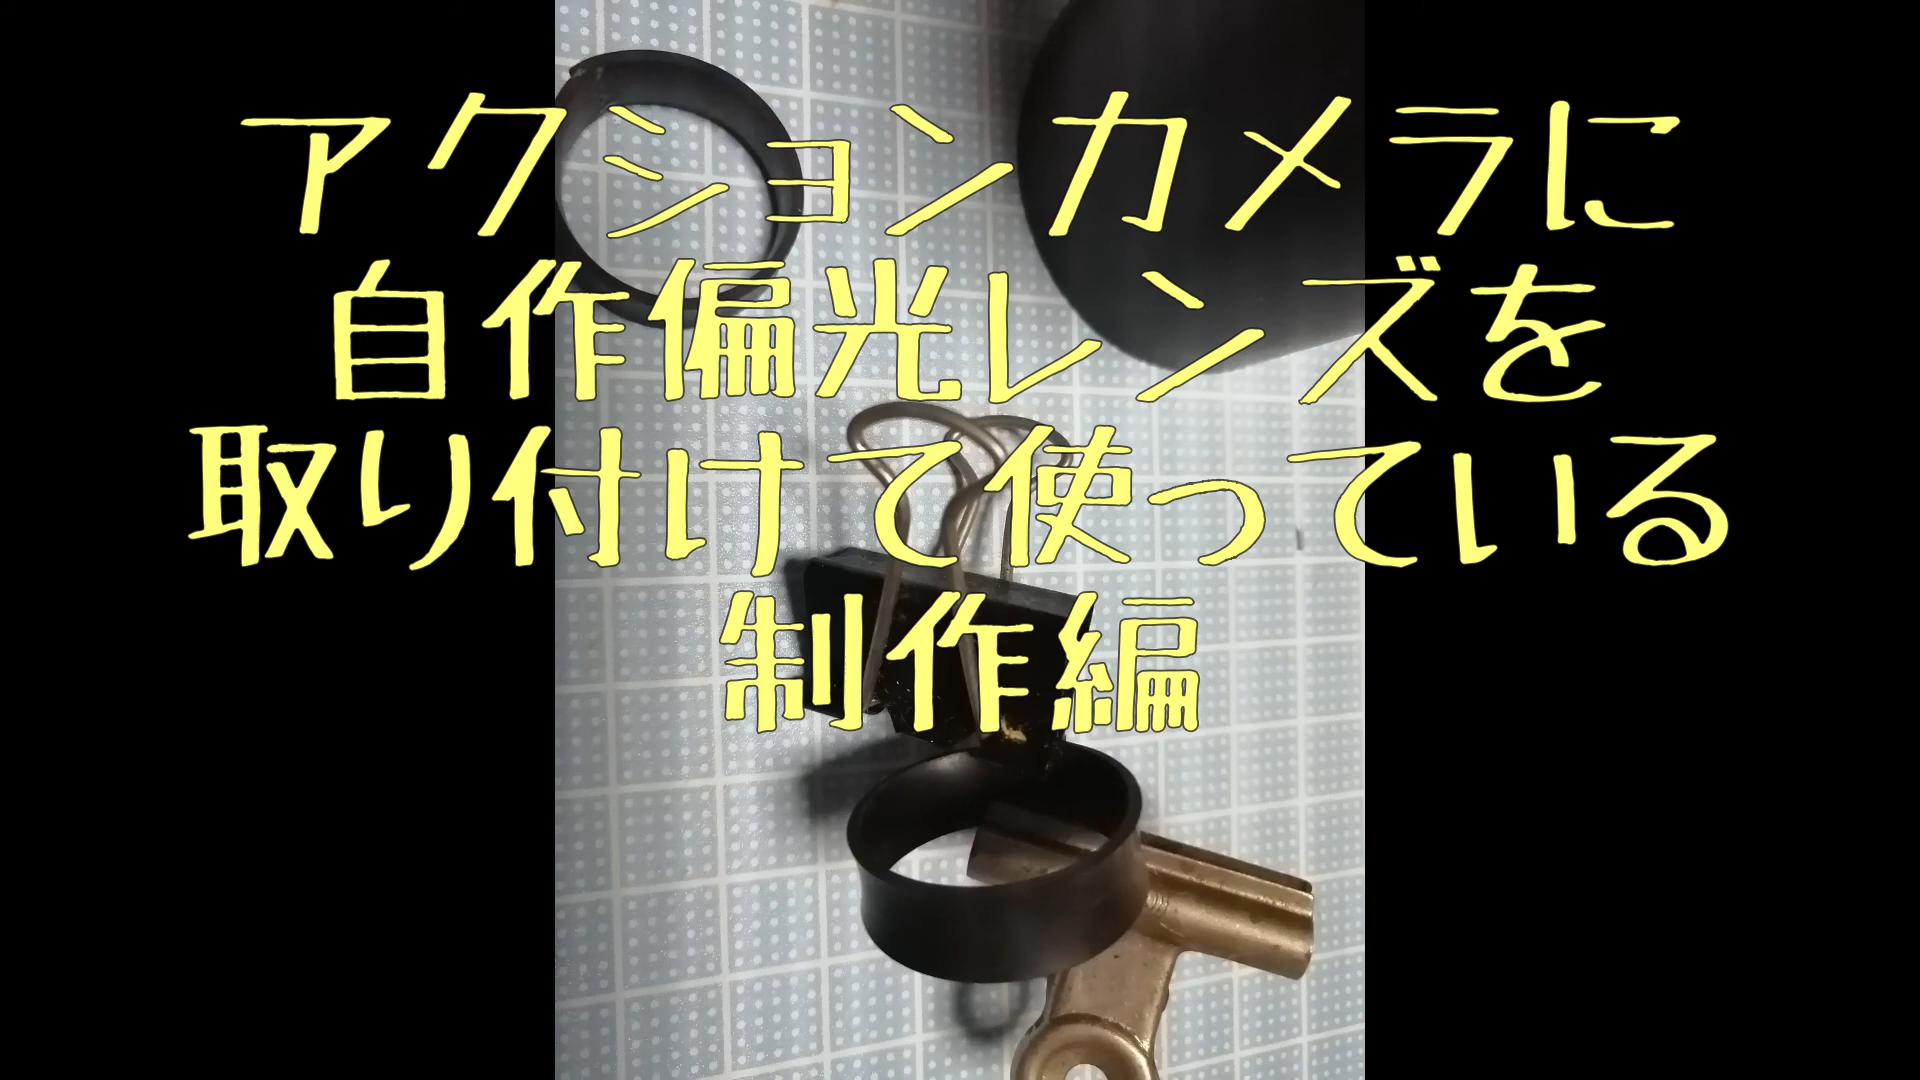 アクションカメラに
自作偏光レンズを
取り付けて使っている
制作編